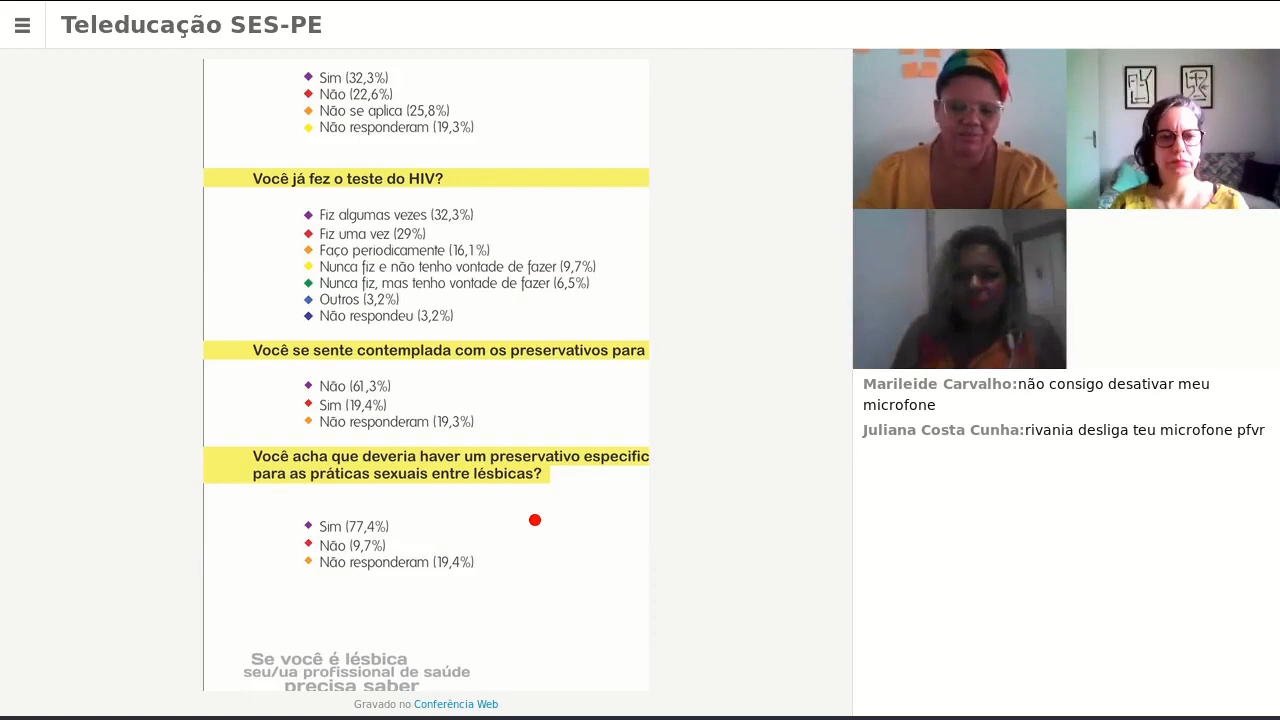 Teleducação SES-PE
Sim (32,3%)
Não (22,6%)
Não se aplica (25,8%)
Não responderam (19,3%)
Você já fez o teste do HIV?
Fiz algumas vezes (32,3%)
Fiz uma vez (29%)
Faço periodicamente (16,1%)
Nunca fiz e não tenho vontade de fazer (9,7%)
Nunca fiz, mas tenho vontade de fazer (6,5%)
Outros (3,2%)
Não respondeu (3,2%)
Você se sente contemplada com os preservativos para
Não (61,3%)
Sim (19,4%)
Não responderam (19,3%)
Você acha que deveria haver um preservativo especific
para as práticas sexuais entre lésbicas?
Sim (77,4%)
Não (9,7%)
Não responderam (19,4%)
Se você é lésbica
seu/ua profissional de saúde
precisa saber
Gravado no Conferência Web
Marileide Carvalho:não consigo desativar meu
microfone
Juliana Costa Cunha:rivania desliga teu microfone pfvr